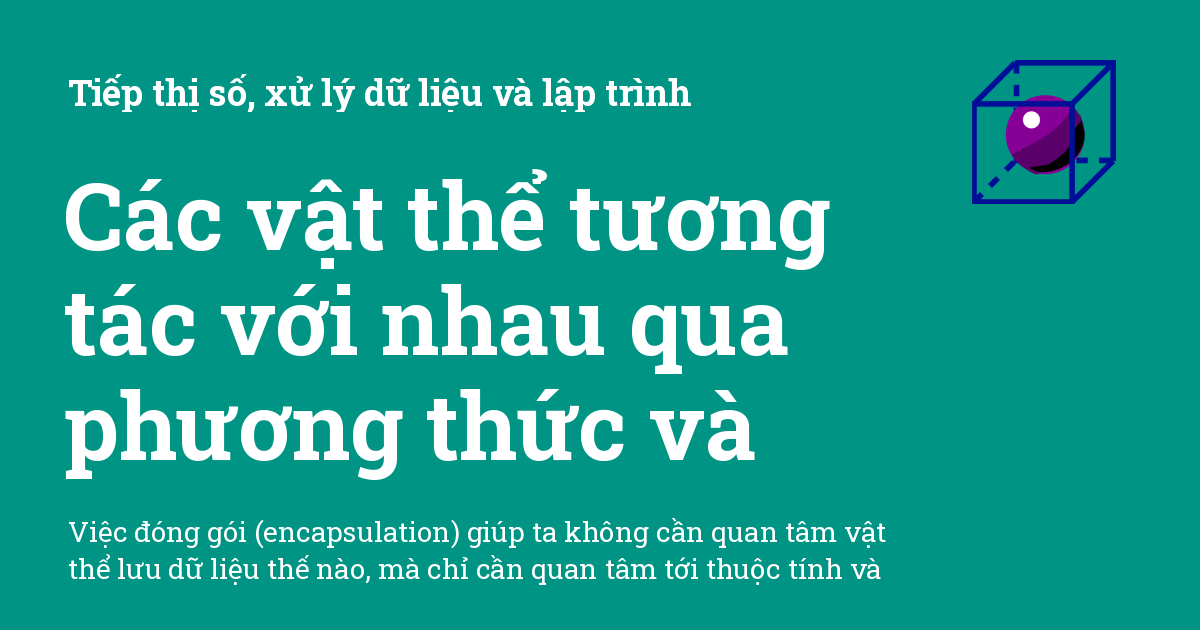 Tiếp thị số, xử lý dữ liệu và lập trình
Các vật thể tương
tác với nhau qua
phương thức và
Việc đóng gói (encapsulation) giúp ta không cần quan tâm vật
thể lưu dữ liệu thế nào, mà chỉ cần quan tâm tới thuộc tính và